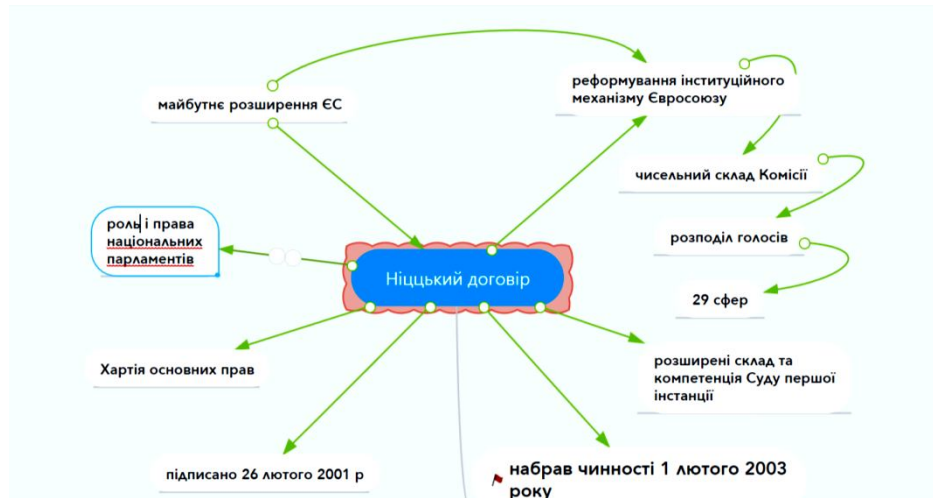 реформування інституційного
механізму Євросоюзу
майбутнє розширення ЄС
чисельний склад Комісії
роль і права
національних
парламентів
розподіл голосів
Ніццький договір
29 сфер
Хартія основних прав
розширені склад та
компетенція Суду першої
інстанції
підписано 26 лютого 2001 р
набрав чинності 1 лютого 2003
року